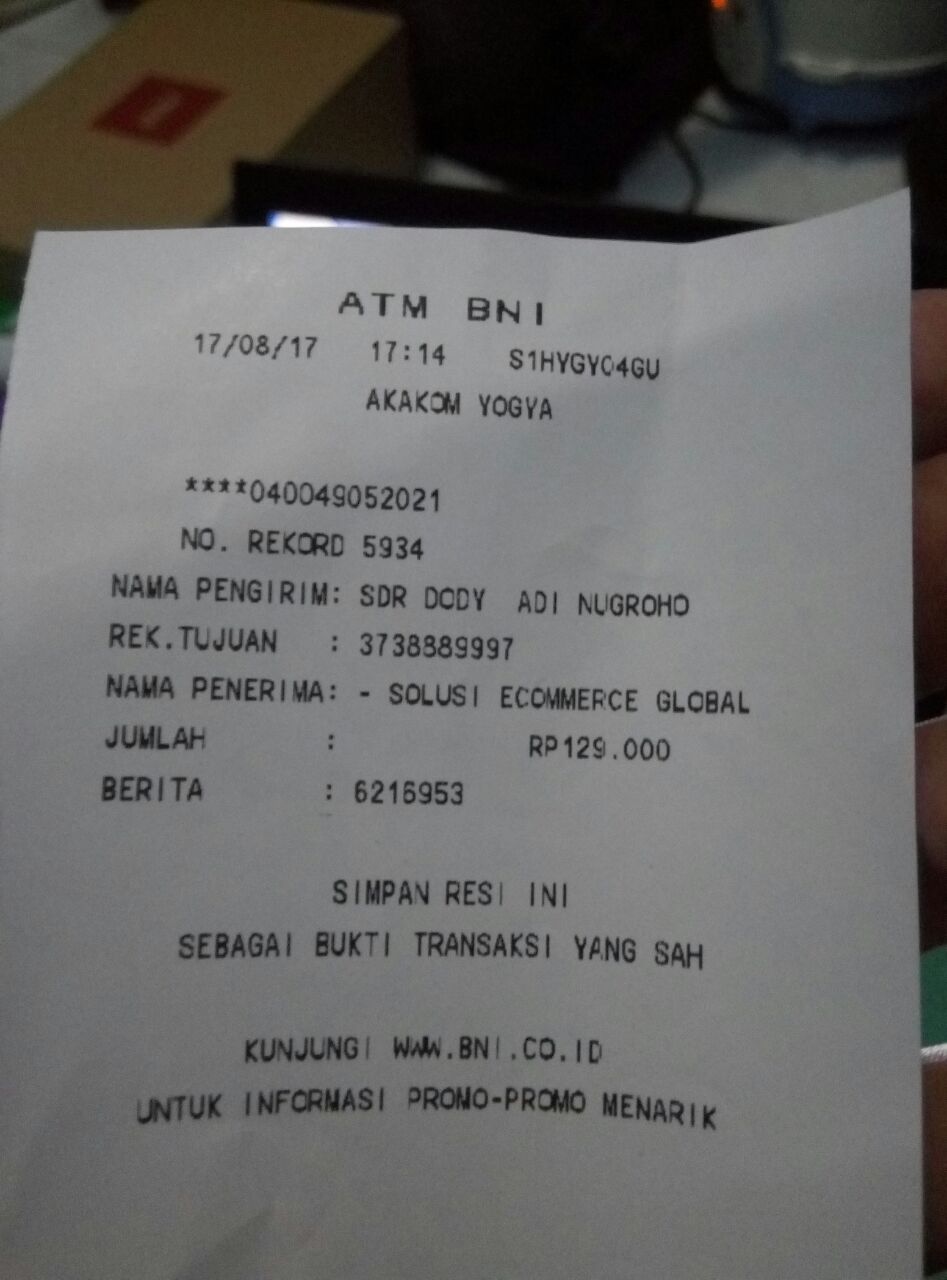 ATM BNI
17/08/17 17:14 S1HYGY04GU
AKAKOM YOGYA
****040049052021
NO. REKORD 5934
NAMA PENGIRIM: SDR DODY ADI NUGROHO
REK.TUJUAN : 3738889997
NAMA PENERIMA: - SOLUSI ECOMMERCE GLOBAL
JUMLAH : RP129.000
BERITA : 6216953
SIMPAN RESI INI
SEBAGAI BUKTI TRANSAKSI YANG SAH
KUNJUNGI WWW.BNI.CO.ID
UNTUK INFORMASI PROMO-PROMO MENARIK